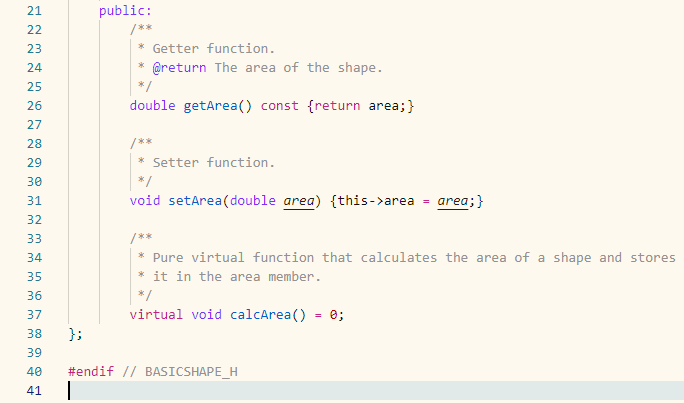 21 public:
22 /**
23 * Getter function.
24 * @return The area of the shape.
25 */
26 double getArea() const {return area;}
27
28 /**
29 * Setter function.
30 */
31 void setArea(double area) {this->area = area;}
32
33 /**
34 * Pure virtual function that calculates the area of a shape and stores
35 * it in the area member.
36 */
37 virtual void calcArea() = 0;
38 };
39
40 #endif // BASICSHAPE_H
41